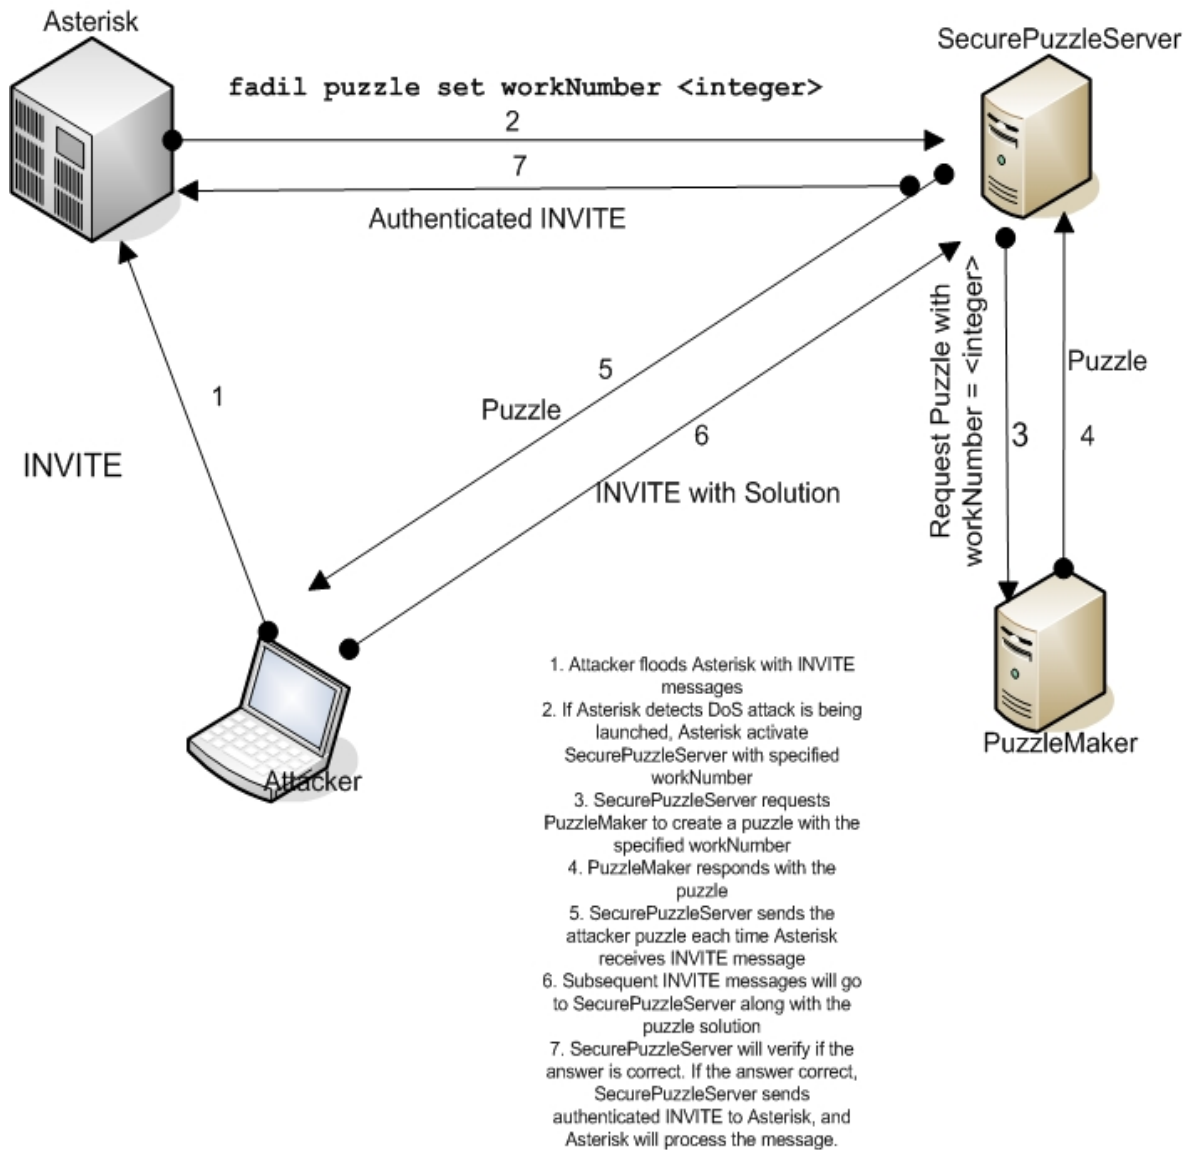 Asterisk
SecurePuzzleServer
fadil puzzle set workNumber <integer>
2
7
Authenticated INVITE
Request Puzzle with
workNumber = <integer>
5
Puzzle
Puzzle
1
6
3
4
INVITE
INVITE with Solution
Attacker
PuzzleMaker
1. Attacker floods Asterisk with INVITE
messages
2. If Asterisk detects DoS attack is being
launched, Asterisk activate
SecurePuzzleServer with specified
workNumber
3. SecurePuzzleServer requests
PuzzleMaker to create a puzzle with the
specified workNumber
4. PuzzleMaker responds with the
puzzle
5. SecurePuzzleServer sends the
attacker puzzle each time Asterisk
receives INVITE message
6. Subsequent INVITE messages will go
to SecurePuzzleServer along with the
puzzle solution
7. SecurePuzzleServer will verify if the
answer is correct. If the answer correct,
SecurePuzzleServer sends
authenticated INVITE to Asterisk, and
Asterisk will process the message.